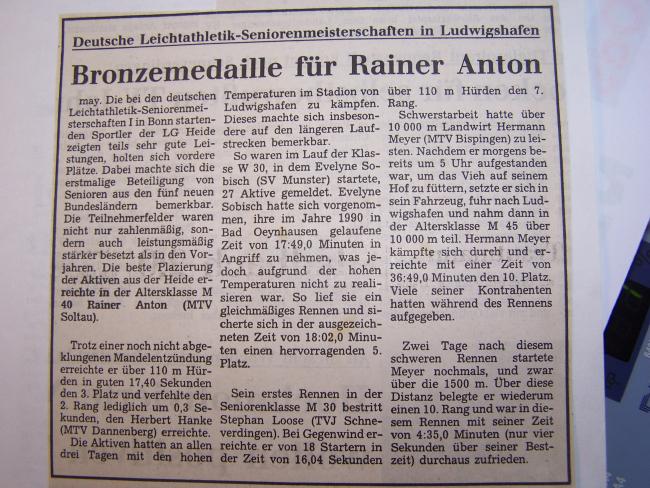 Deutsche Leichtathletik-Seniorenmeisterschaften in Ludwigshafen
Bronzemedaille für Rainer Anton
may. Die bei den deutschen
Leichtathletik-Seniorenmei-
sterschaften I in Bonn starten-
den Sportler der LG Heide
zeigten teils sehr gute Lei-
stungen, holten sich vordere
Plätze. Dabei machte sich die
erstmalige Beteiligung von
Senioren aus den fünf neuen
Bundesländern bemerkbar.
Die Teilnehmerfelder waren
nicht nur zahlenmäßig, son-
dern auch leistungsmäßig
stärker besetzt als in den Vor-
jahren. Die beste Plazierung
der Aktiven aus der Heide er-
reichte in der Altersklasse M
40 Rainer Anton (MTV
Soltau).
Trotz einer noch nicht abge-
klungenen Mandelentzündung
erreichte er über 110 m Hür-
den in guten 17,40 Sekunden
den 3. Platz und verfehlte den
2. Rang lediglich um 0,3 Se-
kunden, den Herbert Hanke
(MTV Dannenberg) erreichte.
Die Aktiven hatten an allen
drei Tagen mit den hohen
Temperaturen im Stadion von
Ludwigshafen zu kämpfen.
Dieses machte sich insbeson-
dere auf den längeren Lauf-
strecken bemerkbar.
So waren im Lauf der Klas-
se W 30, in dem Evelyne So-
bisch (SV Munster) startete,
27 Aktive gemeldet. Evelyne
Sobisch hatte sich vorgenom-
men, ihre im Jahre 1990 in
Bad Oeynhausen gelaufene
Zeit von 17:49,0 Minuten in
Angriff zu nehmen, was je-
doch aufgrund der hohen
Temperaturen nicht zu reali-
sieren war. So lief sie ein
gleichmäßiges Rennen und si-
cherte sich in der ausgezeich-
neten Zeit von 18:02,0 Minu-
ten einen hervorragenden 5.
Platz.
Sein erstes Rennen in der
Seniorenklasse M 30 bestritt
Stephan Loose (TVJ Schne-
verdingen). Bei Gegenwind er-
reichte er von 18 Startern in
der Zeit von 16,04 Sekunden
über 110 m Hürden den 7.
Rang.
Schwerstarbeit hatte über
10 000 m Landwirt Hermann
Meyer (MTV Bispingen) zu lei-
sten. Nachdem er morgens be-
reits um 5 Uhr aufgestanden
war, um das Vieh auf seinem
Hof zu füttern, setzte er sich in
sein Fahrzeug, fuhr nach Lud-
wigshafen und nahm dann in
der Altersklasse M 45 über
10 000 m teil. Hermann Meyer
kämpfte sich durch und er-
reichte mit einer Zeit von
36:49,0 Minuten den 10. Platz.
Viele seiner Kontrahenten
hatten während des Rennens
aufgegeben.
Zwei Tage nach diesem
schweren Rennen startete
Meyer nochmals, und zwar
über die 1500 m. Über diese
Distanz belegte er wiederum
einen 10. Rang und war in die-
sem Rennen mit seiner Zeit
von 4:35,0 Minuten (nur vier
Sekunden über seiner Best-
zeit) durchaus zufrieden.